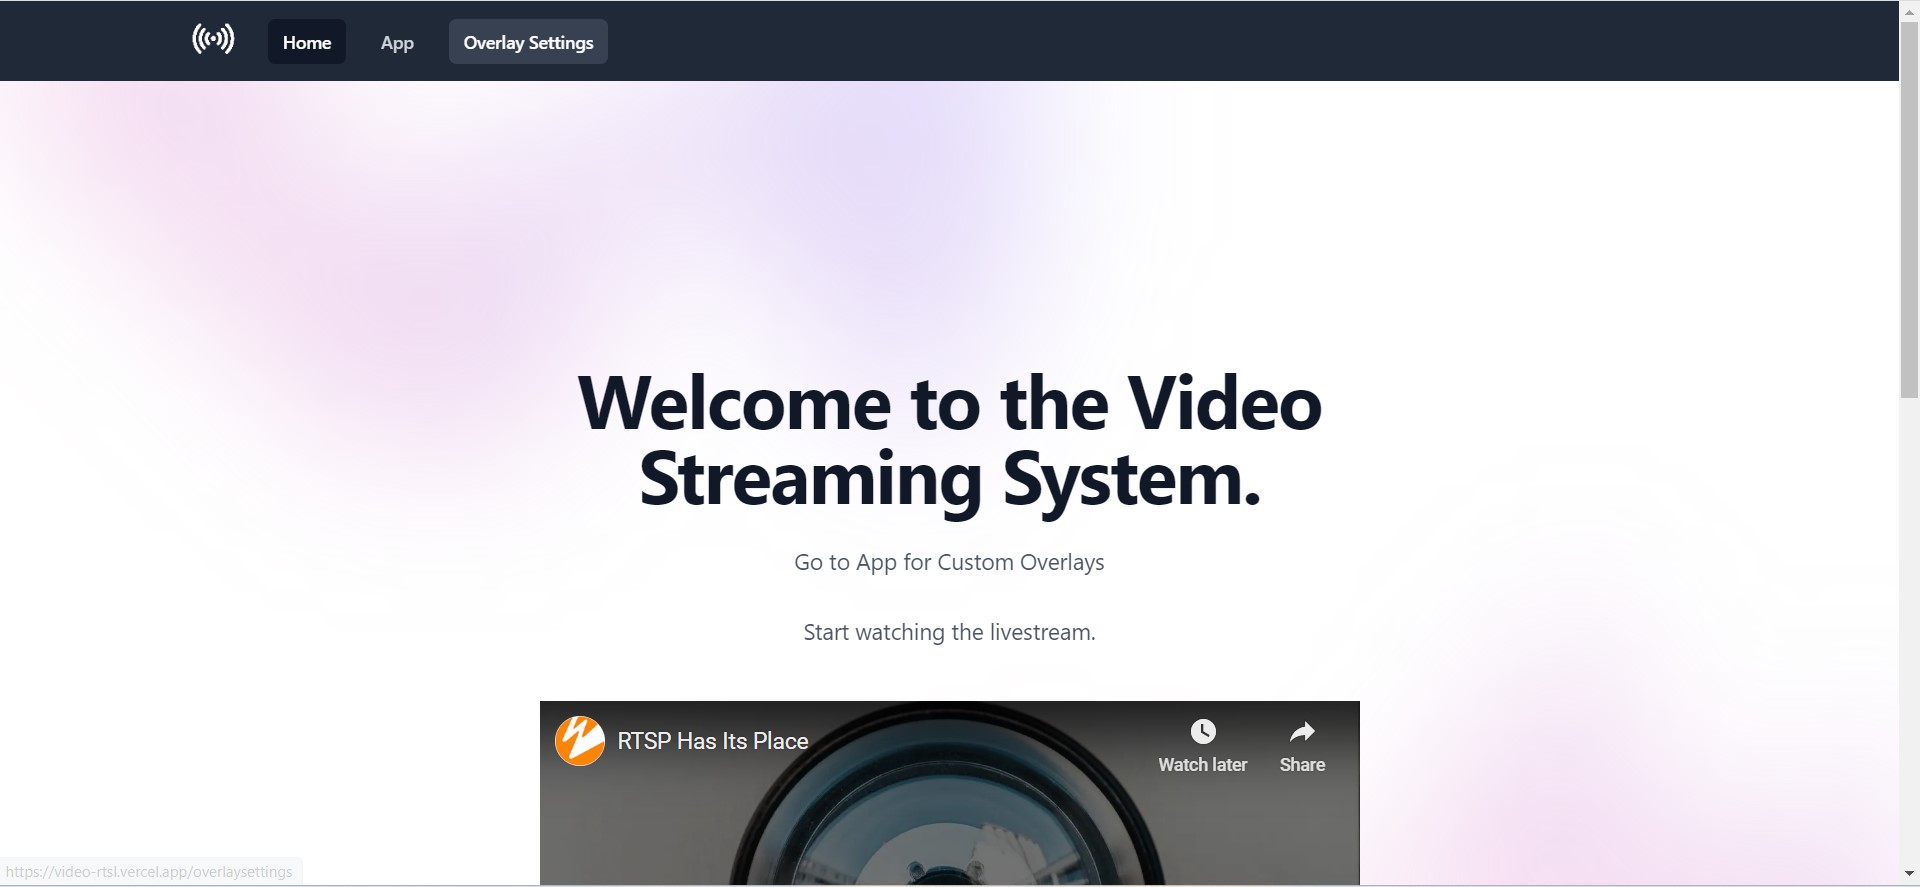 Home App Overlay Settings
Welcome to the Video
Streaming System.
Go to App for Custom Overlays
Start watching the livestream.
RTSP Has Its Place
Watch later Share
https://video-rtsl.vercel.app/overlaysettings